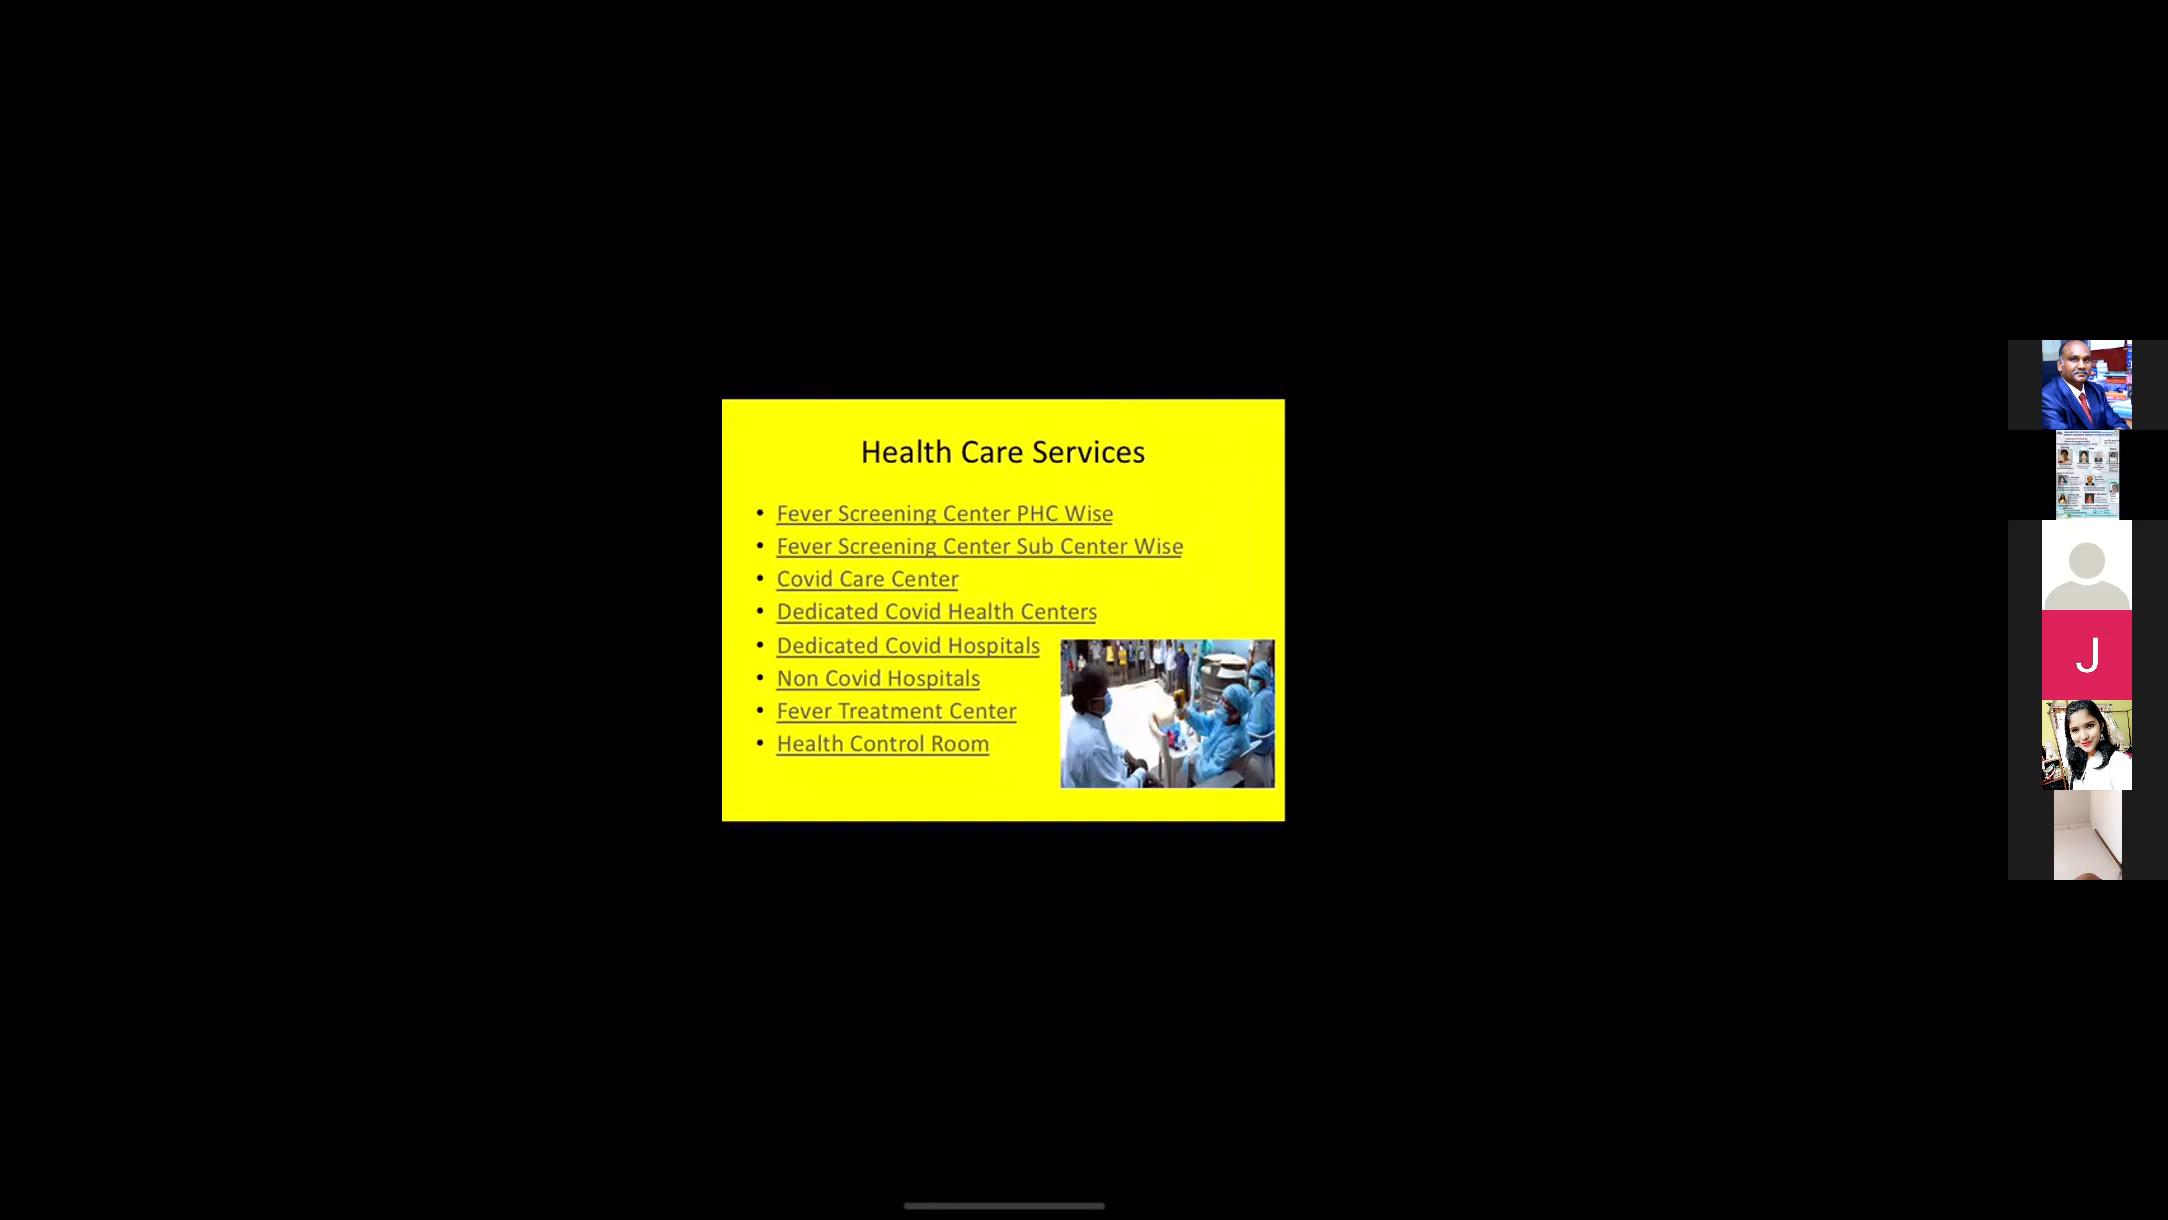 Health Care Services
• Fever Screening Center PHC Wise
• Fever Screening Center Sub Center Wise
• Covid Care Center
• Dedicated Covid Health Centers
• Dedicated Covid Hospitals
• Non Covid Hospitals
• Fever Treatment Center
• Health Control Room
J